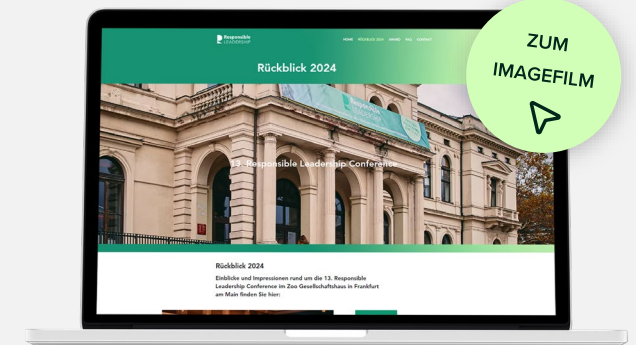 Responsible
LEADERSHIP
HOME RÜCKBLICK 2024 AWARD FAQ KONTAKT
ZUM
IMAGEFILM
Rückblick 2024
13. Responsible Leadership Conference
Rückblick 2024
Einblicke und Impressionen rund um die 13. Responsible
Leadership Conference im Zoo Gesellschaftshaus in Frankfurt
am Main finden Sie hier: